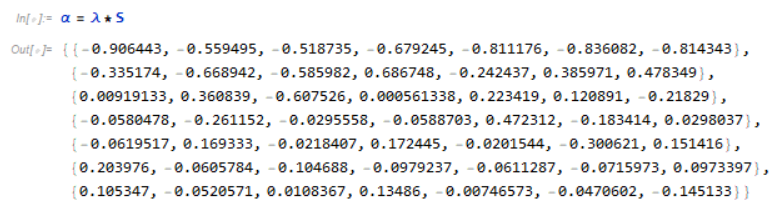 In[•]:= α = λ * S
Out[•]= {{-0.906443, -0.559495, -0.518735, -0.679245, -0.811176, -0.836082, -0.814343},
{-0.335174, -0.668942, -0.585982, 0.686748, -0.242437, 0.385971, 0.478349},
{0.00919133, 0.360839, -0.607526, 0.000561338, 0.223419, 0.120891, -0.21829},
{-0.0580478, -0.261152, -0.0295558, -0.0588703, 0.472312, -0.183414, 0.0298037},
{-0.0619517, 0.169333, -0.0218407, 0.172445, -0.0201544, -0.300621, 0.151416},
{0.203976, -0.0605784, -0.104688, -0.0979237, -0.0611287, -0.0715973, 0.0973397},
{0.105347, -0.0520571, 0.0108367, 0.13486, -0.00746573, -0.0470602, -0.145133}}